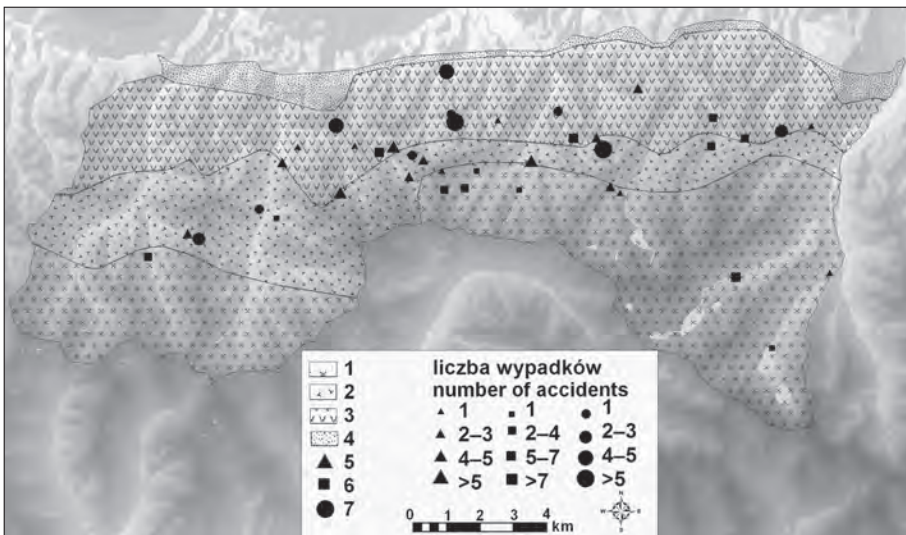 1
2
3
4
5
6
7
liczba wypadków
number of accidents
1 1 1
2–3 2–4 2–3
4–5 5–7 4–5
>5 >7 >5
0 1 2 3 4
km
N
W E
S